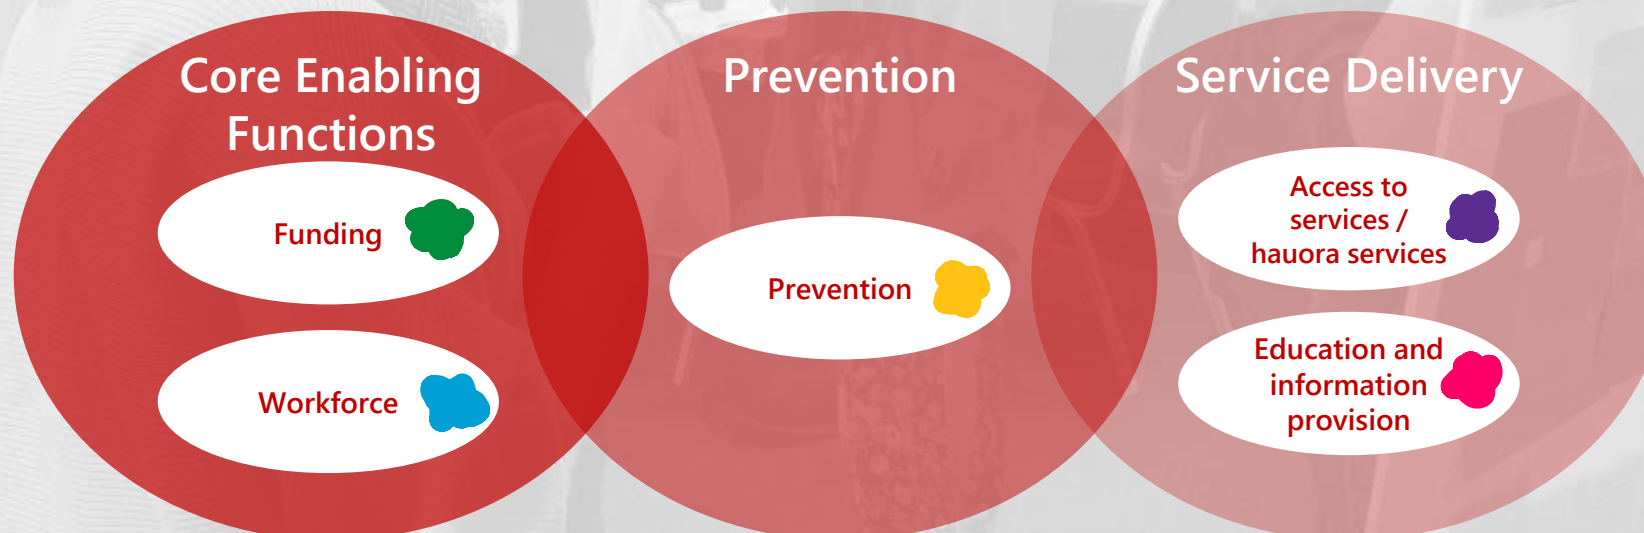 Core Enabling
Functions
Funding
Workforce
Prevention
Prevention
Service Delivery
Access to
services /
hauora services
Education and
information
provision